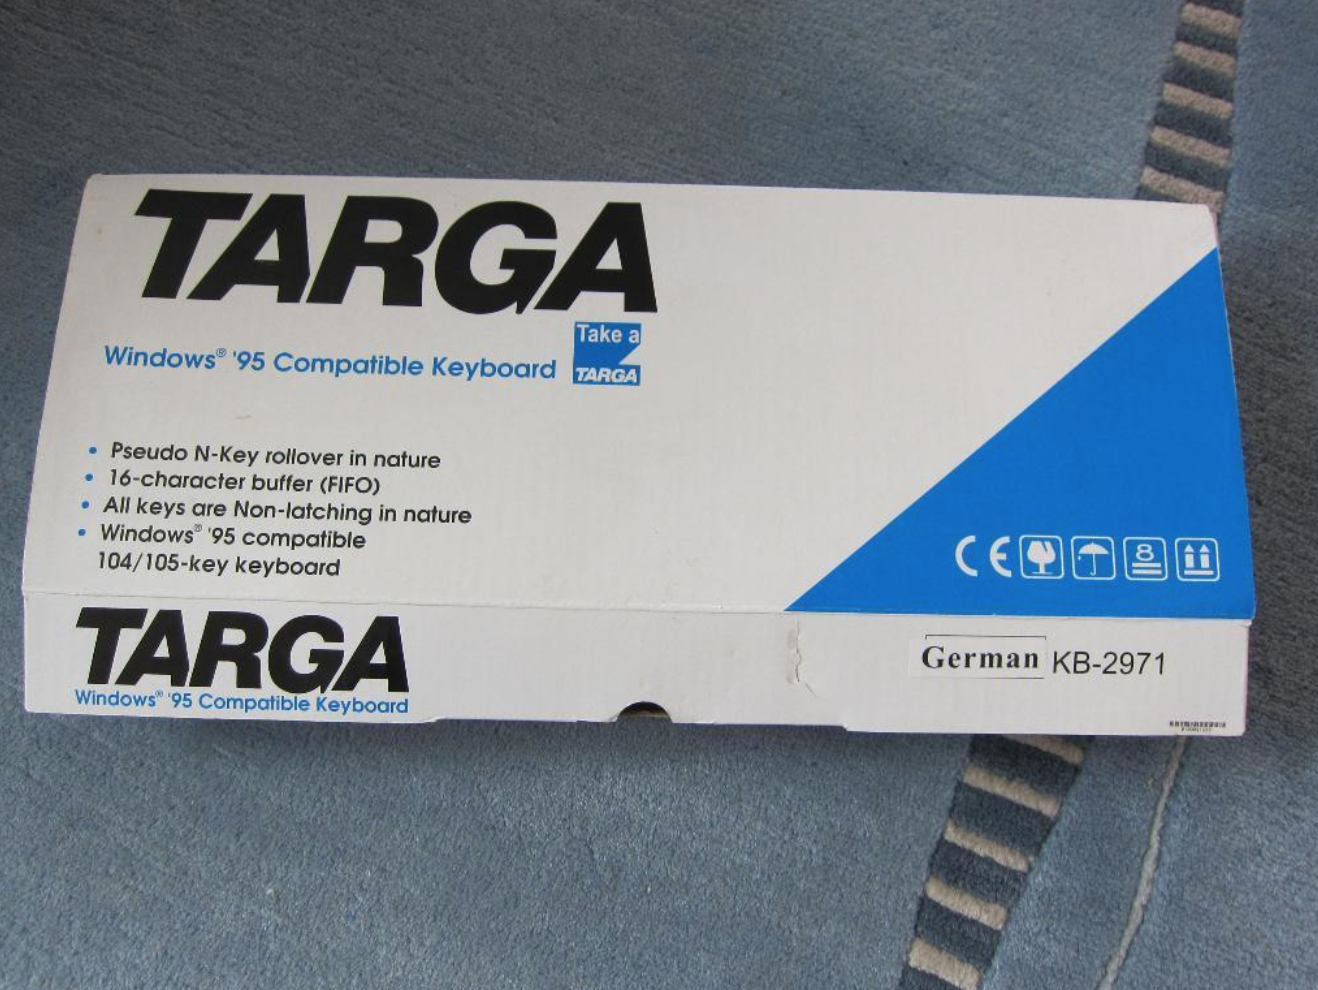 TARGA
Windows® '95 Compatible Keyboard
Take a
TARGA
• Pseudo N-Key rollover in nature
• 16-character buffer (FIFO)
• All keys are Non-latching in nature
• Windows® '95 compatible
104/105-key keyboard
CE
8
TARGA
Windows® '95 Compatible Keyboard
German KB-2971